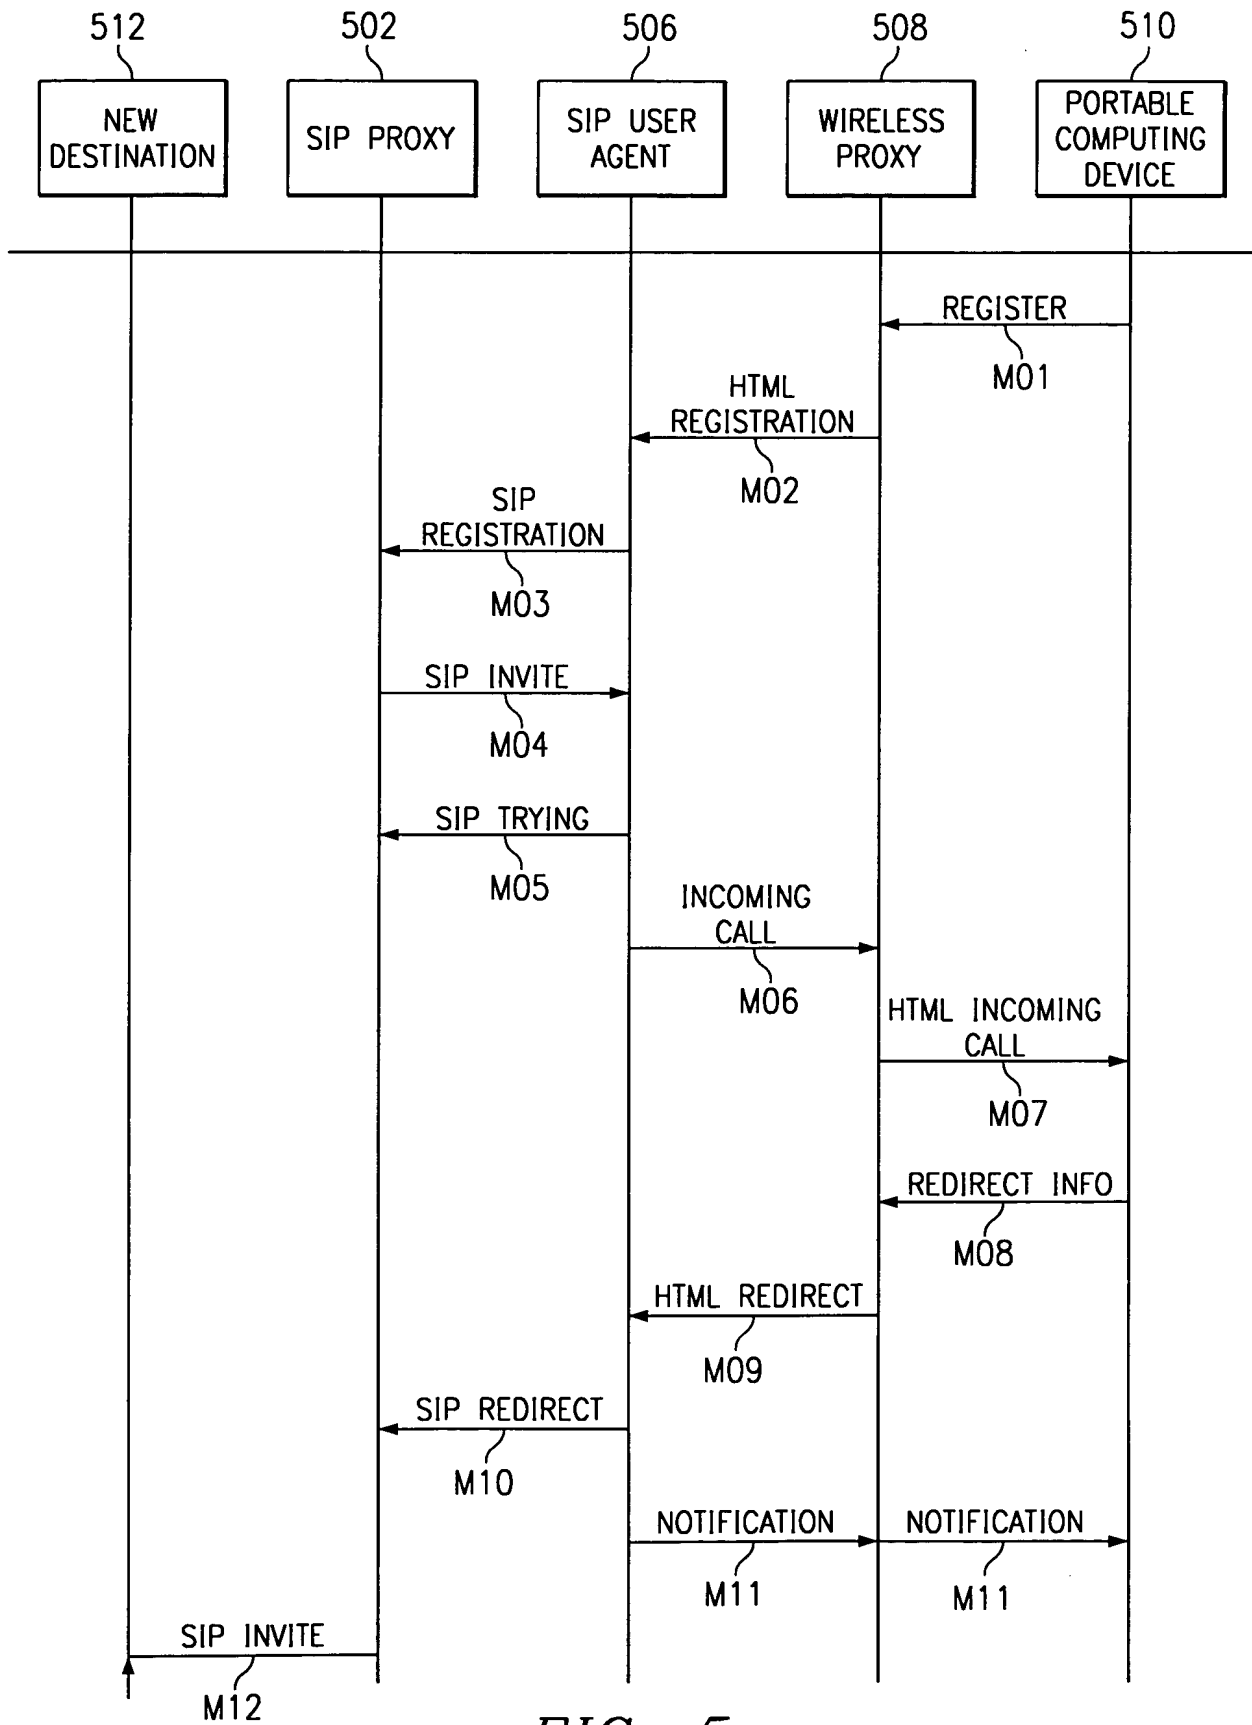 512
502
506
508
510
NEW
DESTINATION
SIP PROXY
SIP USER
AGENT
WIRELESS
PROXY
PORTABLE
COMPUTING
DEVICE
REGISTER
M01
HTML
REGISTRATION
M02
SIP
REGISTRATION
M03
SIP INVITE
M04
SIP TRYING
M05
INCOMING
CALL
M06
HTML INCOMING
CALL
M07
REDIRECT INFO
M08
HTML REDIRECT
M09
SIP REDIRECT
M10
NOTIFICATION
NOTIFICATION
M11
M11
SIP INVITE
M12
FIG. 5